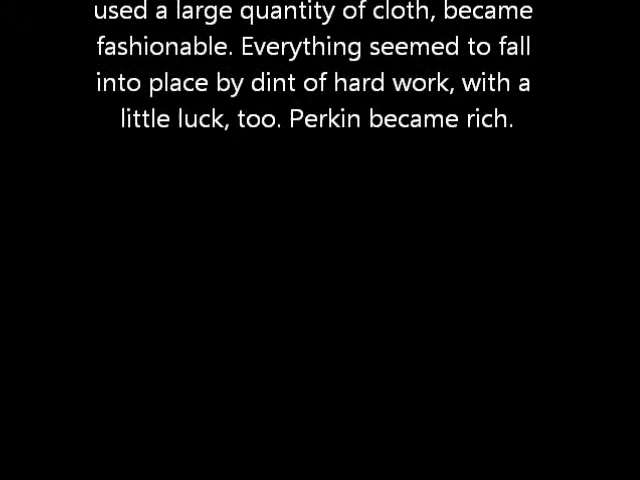 used a large quantity of cloth, became
fashionable. Everything seemed to fall
into place by dint of hard work, with a
little luck, too. Perkin became rich.